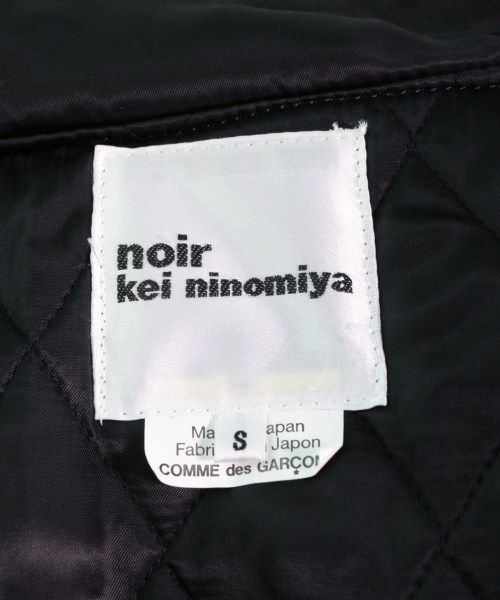 noir
kei ninomiya
S
Ma apan
Fabri Japon
COMME des GARÇON